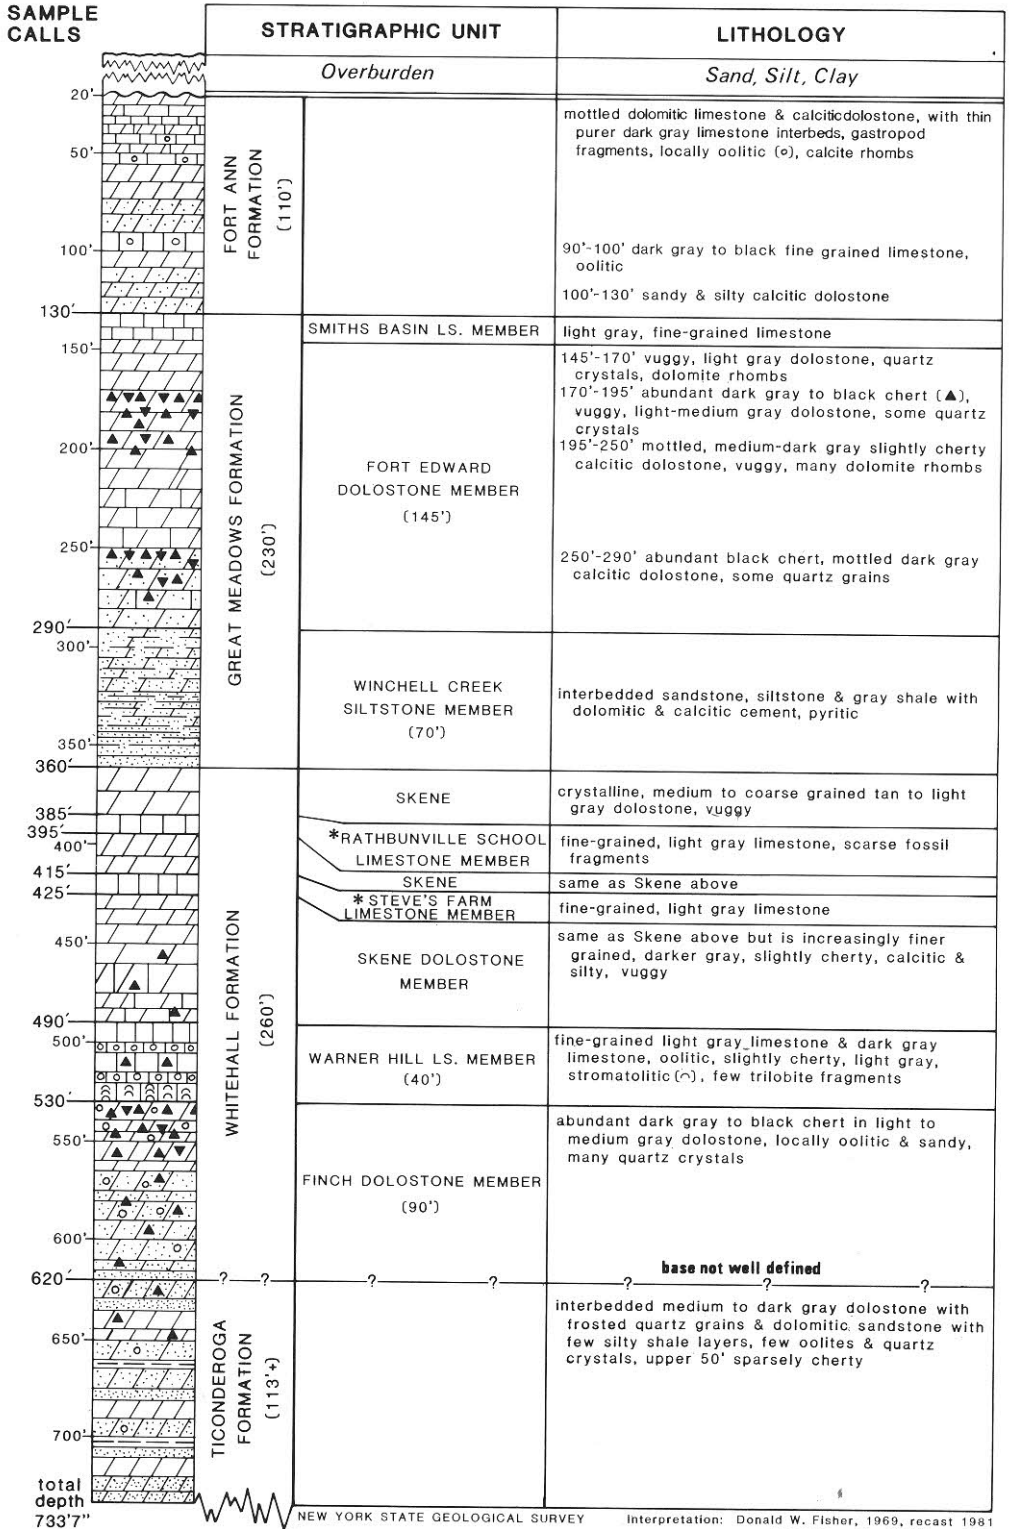 SAMPLE
CALLS
STRATIGRAPHIC UNIT
LITHOLOGY
Overburden
Sand, Silt, Clay
20'
50'
100'
130'
150'
200'
250'
290'
300'
350'
360'
385'
395'
400'
415'
425'
450'
490'
500'
530'
550'
600'
620'
650'
700'
total
depth
733'7"
FORT ANN
FORMATION
(110')
mottled dolomitic limestone & calcitic dolostone, with thin
purer dark gray limestone interbeds, gastropod
fragments, locally oolitic (o), calcite rhombs
90'-100' dark gray to black fine grained limestone,
oolitic
100'-130' sandy & silty calcitic dolostone
GREAT MEADOWS FORMATION
(230')
SMITHS BASIN LS. MEMBER
light gray, fine-grained limestone
FORT EDWARD
DOLOSTONE MEMBER
(145')
145'-170' vuggy, light gray dolostone, quartz
crystals, dolomite rhombs
170'-195' abundant dark gray to black chert (▲),
vuggy, light-medium gray dolostone, some quartz
crystals
195'-250' mottled, medium-dark gray slightly cherty
calcitic dolostone, vuggy, many dolomite rhombs
250'-290' abundant black chert, mottled dark gray
calcitic dolostone, some quartz grains
WINCHELL CREEK
SILTSTONE MEMBER
(70')
interbedded sandstone, siltstone & gray shale with
dolomitic & calcitic cement, pyritic
WHITEHALL FORMATION
(260')
SKENE
crystalline, medium to coarse grained tan to light
gray dolostone, vuggy
*RATHBUNVILLE SCHOOL
LIMESTONE MEMBER
fine-grained, light gray limestone, scarse fossil
fragments
SKENE
same as Skene above
*STEVE'S FARM
LIMESTONE MEMBER
fine-grained, light gray limestone
SKENE DOLOSTONE
MEMBER
same as Skene above but is increasingly finer
grained, darker gray, slightly cherty, calcitic &
silty, vuggy
WARNER HILL LS. MEMBER
(40')
fine-grained light gray limestone & dark gray
limestone, oolitic, slightly cherty, light gray,
stromatolitic (⌒), few trilobite fragments
FINCH DOLOSTONE MEMBER
(90')
abundant dark gray to black chert in light to
medium gray dolostone, locally oolitic & sandy,
many quartz crystals
base not well defined
? ? ? ? ? ? ?
TICONDEROGA
FORMATION
(113'+)
interbedded medium to dark gray dolostone with
frosted quartz grains & dolomitic sandstone with
few silty shale layers, few oolites & quartz
crystals, upper 50' sparsely cherty
NEW YORK STATE GEOLOGICAL SURVEY
Interpretation: Donald W. Fisher, 1969, recast 1981